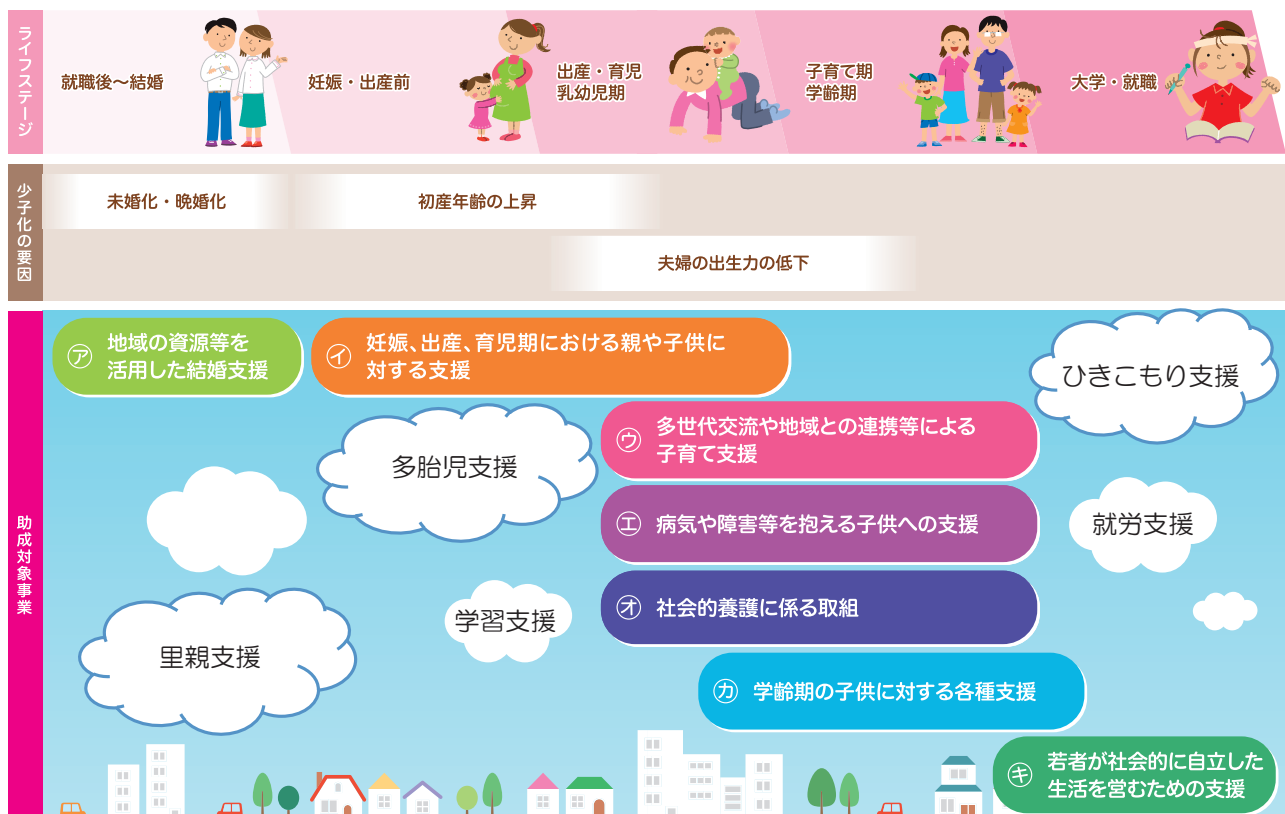 ライフステージ
就職後〜結婚
妊娠・出産前
出産・育児
乳幼児期
子育て期
学齢期
大学・就職
少子化の要因
未婚化・晩婚化
初産年齢の上昇
夫婦の出生力の低下
助成対象事業
㋐ 地域の資源等を
活用した結婚支援
㋑ 妊娠、出産、育児期における親や子供に
対する支援
ひきこもり支援
㋒ 多世代交流や地域との連携等による
子育て支援
多胎児支援
㋓ 病気や障害等を抱える子供への支援
就労支援
㋔ 社会的養護に係る取組
学習支援
里親支援
㋕ 学齢期の子供に対する各種支援
㋖ 若者が社会的に自立した
生活を営むための支援